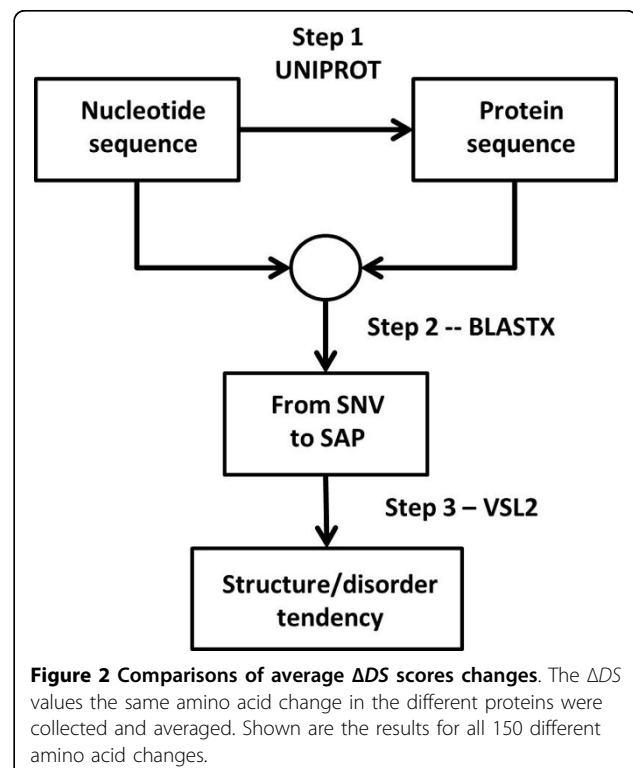 Step 1
UNIPROT
Nucleotide
sequence
Protein
sequence
Step 2 -- BLASTX
From SNV
to SAP
Step 3 – VSL2
Structure/disorder
tendency
Figure 2 Comparisons of average ΔDS scores changes. The ΔDS
values the same amino acid change in the different proteins were
collected and averaged. Shown are the results for all 150 different
amino acid changes.